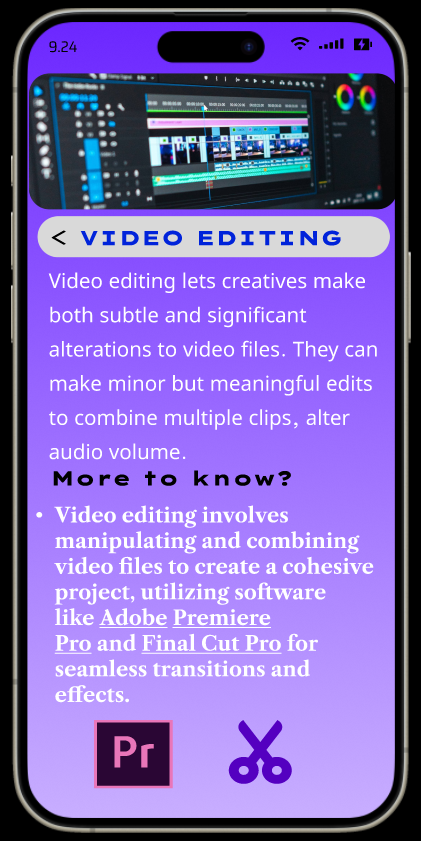 9.24
< VIDEO EDITING
Video editing lets creatives make
both subtle and significant
alterations to video files. They can
make minor but meaningful edits
to combine multiple clips, alter
audio volume.
More to know?
• Video editing involves
manipulating and combining
video files to create a cohesive
project, utilizing software
like Adobe Premiere
Pro and Final Cut Pro for
seamless transitions and
effects.
Pr